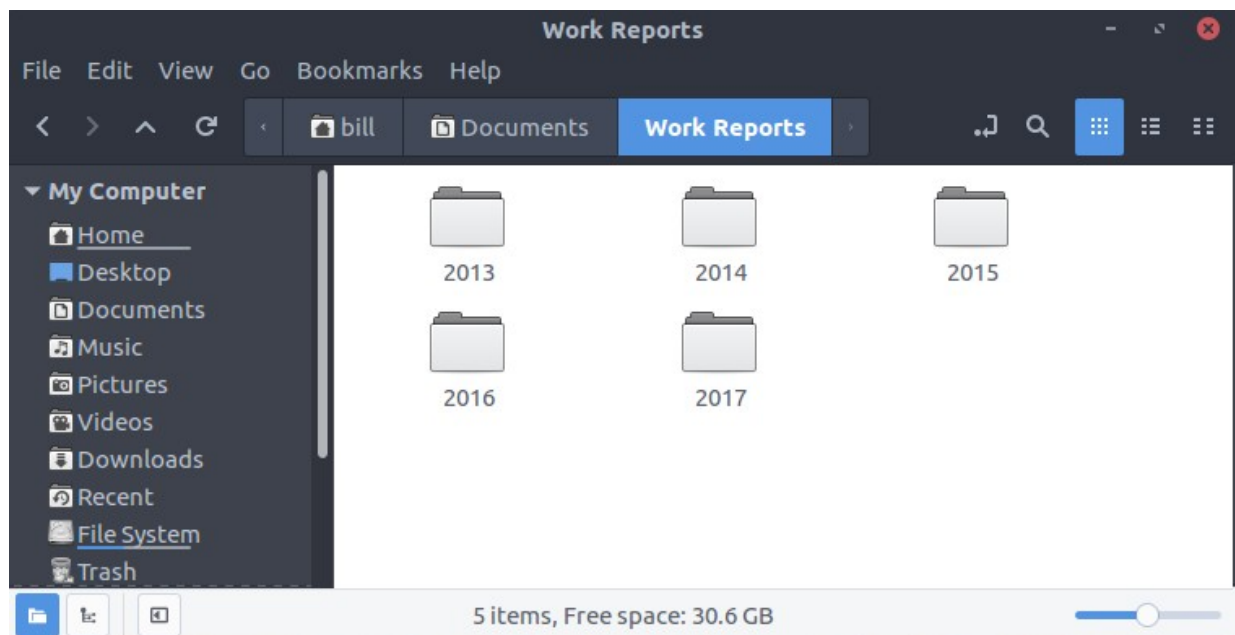 Work Reports
File Edit View Go Bookmarks Help
bill Documents Work Reports
My Computer
Home
Desktop
Documents
Music
Pictures
Videos
Downloads
Recent
File System
Trash
2013 2014 2015
2016 2017
5 items, Free space: 30.6 GB